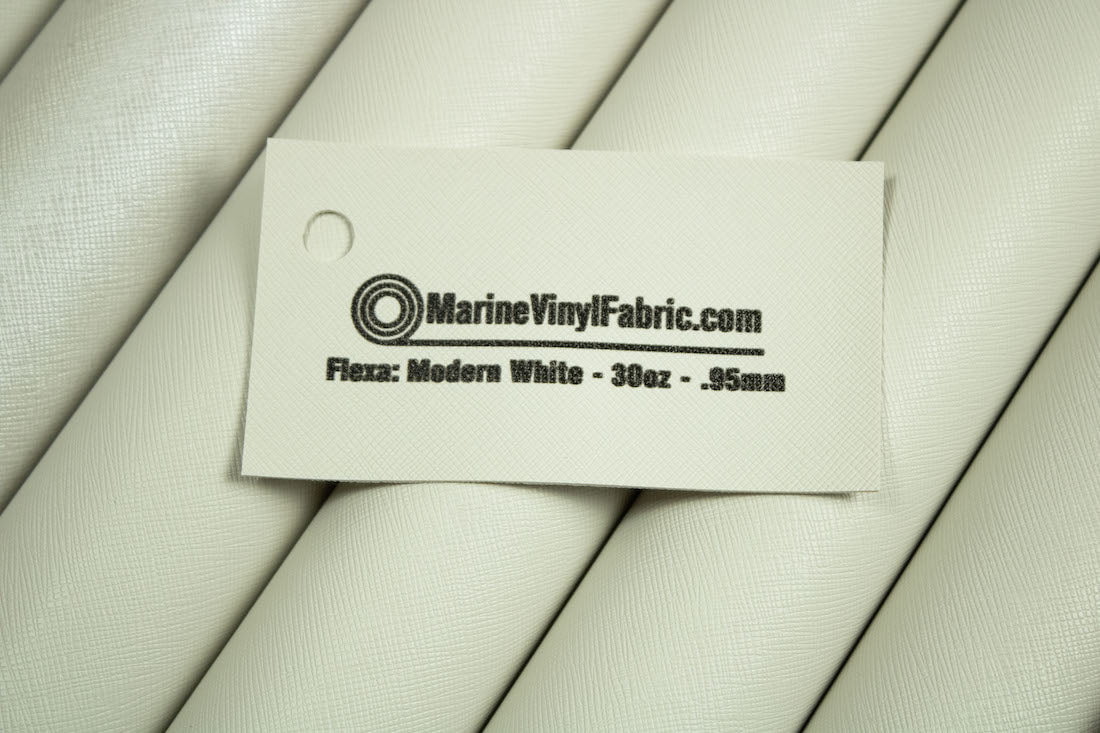 MarineVinylFabric.com
Flexa: Modern White - 30oz - .95mm